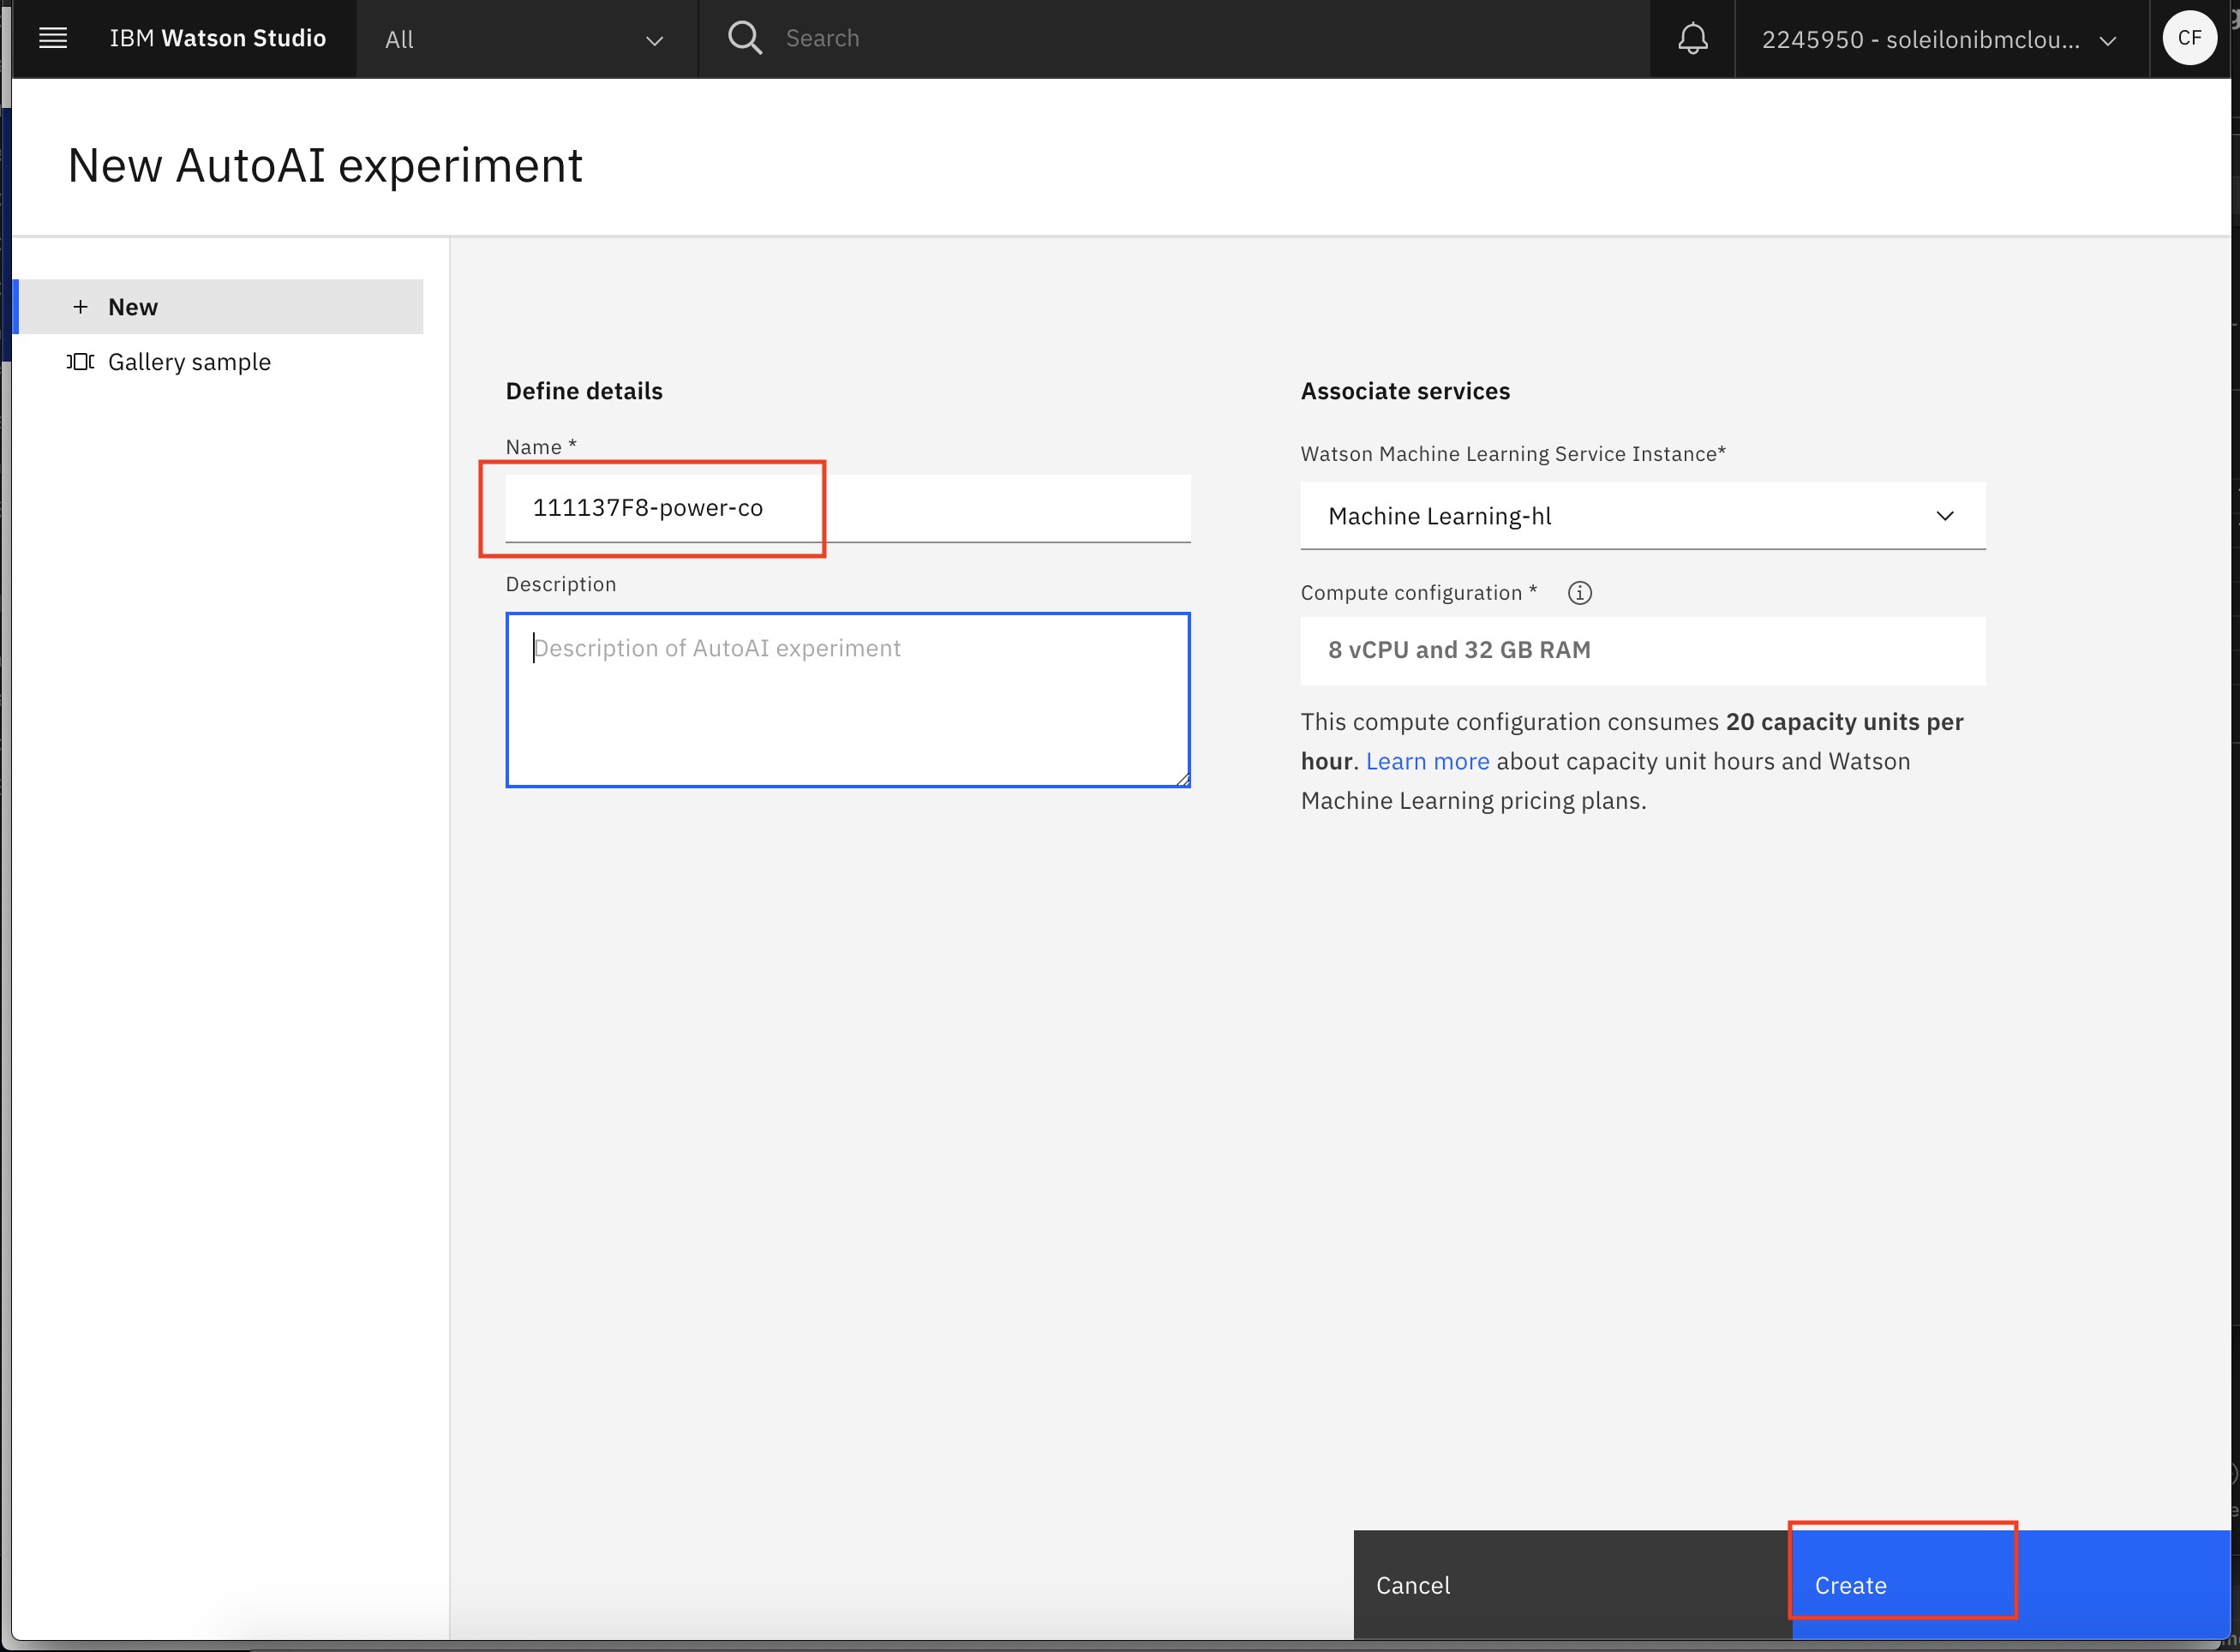 IBM Watson Studio
All
Search
2245950 - soleilonibmclou...
CF
New AutoAI experiment
New
Gallery sample
Define details
Name *
111137F8-power-co
Description
Description of AutoAI experiment
Associate services
Watson Machine Learning Service Instance*
Machine Learning-hl
Compute configuration *
8 vCPU and 32 GB RAM
This compute configuration consumes 20 capacity units per
hour. Learn more about capacity unit hours and Watson
Machine Learning pricing plans.
Cancel
Create